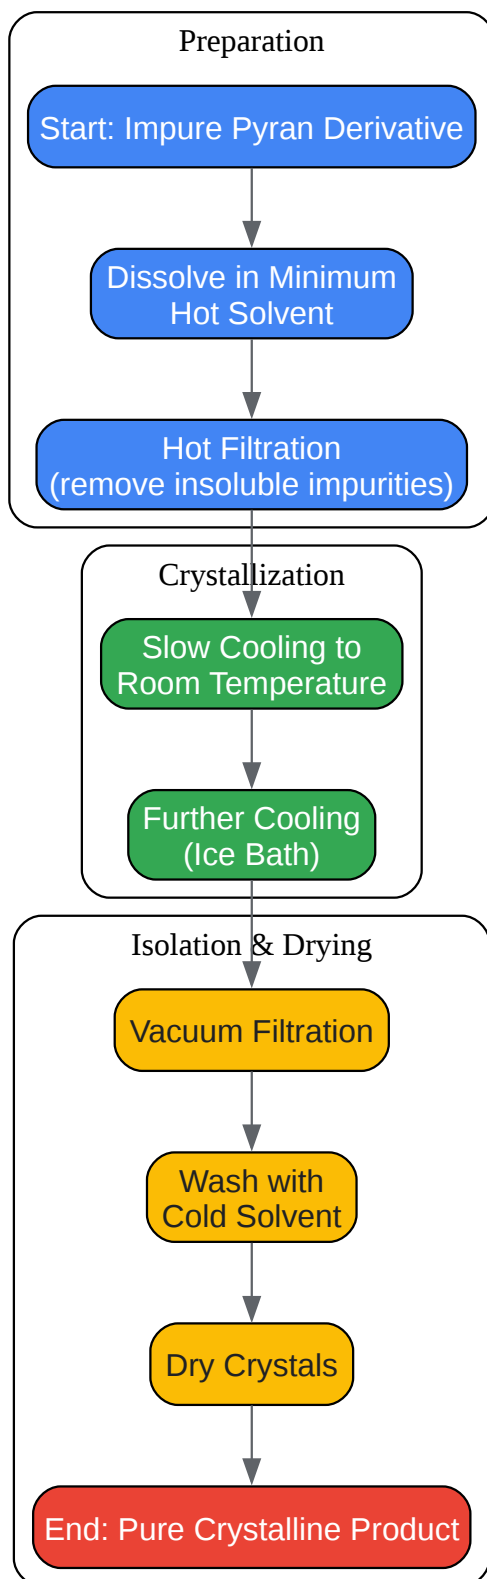 Preparation
Start: Impure Pyran Derivative
Dissolve in Minimum
Hot Solvent
Hot Filtration
(remove insoluble impurities)
Crystallization
Slow Cooling to
Room Temperature
Further Cooling
(Ice Bath)
Isolation & Drying
Vacuum Filtration
Wash with
Cold Solvent
Dry Crystals
End: Pure Crystalline Product